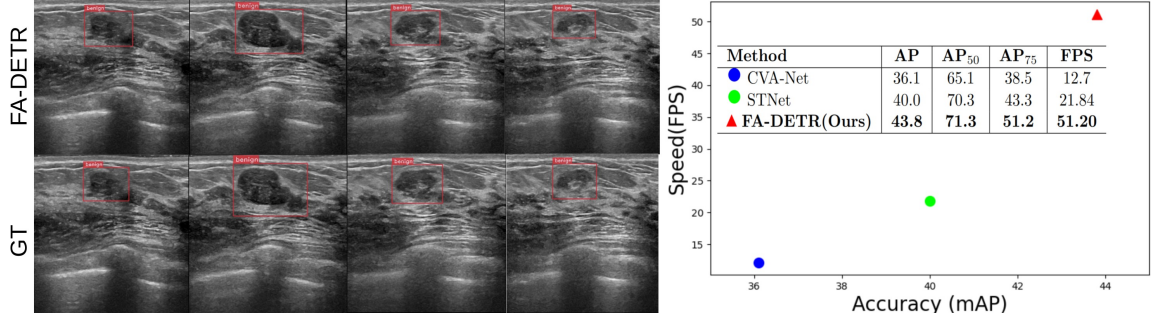 FA-DETR
benign benign benign benign
GT
benign benign benign benign
Speed(FPS)
50
45
40
35
30
25
20
15
Method AP AP50 AP75 FPS
CVA-Net 36.1 65.1 38.5 12.7
STNet 40.0 70.3 43.3 21.84
FA-DETR(Ours) 43.8 71.3 51.2 51.20
36 38 40 42 44
Accuracy (mAP)